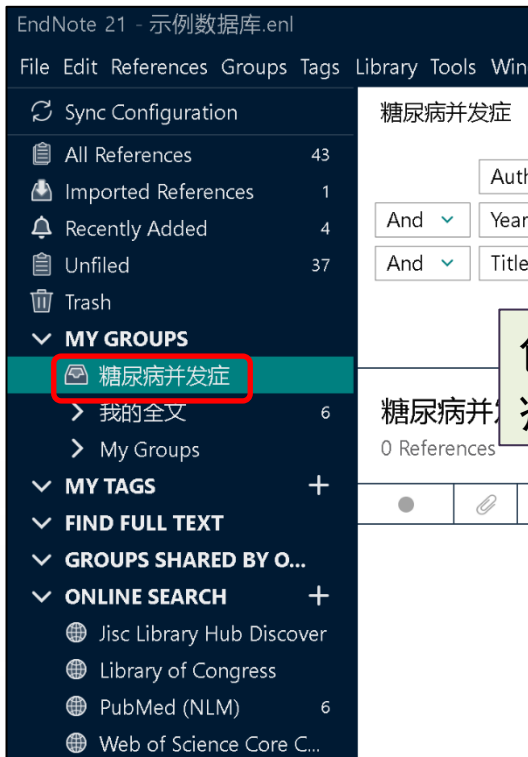 EndNote 21 - 示例数据库.enl
File Edit References Groups Tags Library Tools Win
Sync Configuration
糖尿病并发症
All References 43
Imported References 1
Recently Added 4
And Year
Unfiled 37
And Title
Trash
MY GROUPS
糖尿病并发症
我的全文 6
糖尿病并
My Groups
0 References
MY TAGS
FIND FULL TEXT
GROUPS SHARED BY O...
ONLINE SEARCH
Jisc Library Hub Discover
Library of Congress
PubMed (NLM) 6
Web of Science Core C...